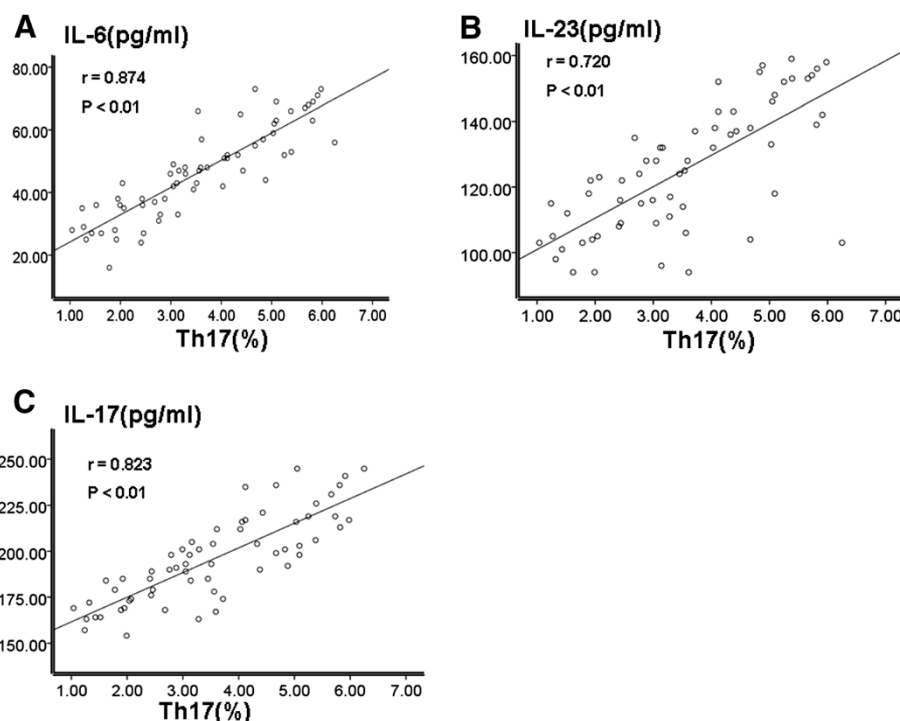 A
IL-6(pg/ml)
r = 0.874
P < 0.01
80.00
60.00
40.00
20.00
1.00 2.00 3.00 4.00 5.00 6.00 7.00
Th17(%)
B
IL-23(pg/ml)
r = 0.720
P < 0.01
160.00
140.00
120.00
100.00
1.00 2.00 3.00 4.00 5.00 6.00 7.00
Th17(%)
C
IL-17(pg/ml)
r = 0.823
P < 0.01
250.00
225.00
200.00
175.00
150.00
1.00 2.00 3.00 4.00 5.00 6.00 7.00
Th17(%)